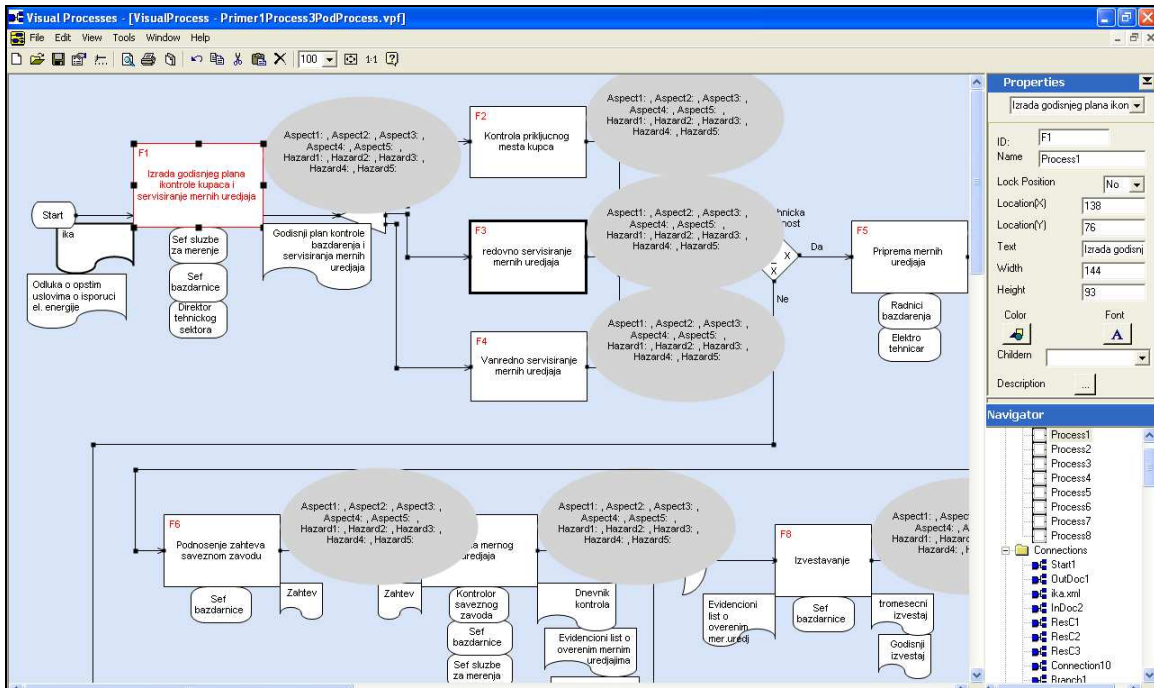 Visual Processes - [VisualProcess - Primer1Process3PodProcess.vpf]
File Edit View Tools Window Help
100
1:1
F1
Izrada godisnjeg plana
ikontrole kupaca i
servisiranje mernih uredjaja
Start
ika
Odluka o opstim
uslovima o isporuci
el. energije
Sef sluzbe
za merenje
Sef
bazdarnice
Direktor
tehnickog
sektora
Godisnji plan kontrole
bazdarenja i
servisiranja mernih
uredjaja
Aspect1: , Aspect2: , Aspect3: ,
Aspect4: , Aspect5: ,
Hazard1: , Hazard2: , Hazard3: ,
Hazard4: , Hazard5:
F2
Kontrola prikljucnog
mesta kupca
Aspect1: , Aspect2: , Aspect3: ,
Aspect4: , Aspect5: ,
Hazard1: , Hazard2: , Hazard3: ,
Hazard4: , Hazard5:
F3
redovno servisiranje
mernih uredjaja
Aspect1: , Aspect2: , Aspect3: ,
Aspect4: , Aspect5: ,
Hazard1: , Hazard2: , Hazard3: ,
Hazard4: , Hazard5:
F4
Vanredno servisiranje
mernih uredjaja
Aspect1: , Aspect2: , Aspect3: ,
Aspect4: , Aspect5: ,
Hazard1: , Hazard2: , Hazard3: ,
Hazard4: , Hazard5:
X
X
Da
Ne
F5
Priprema mernih
uredjaja
Radnici
bazdarenja
Elektro
tehnicar
F6
Podnosenje zahteva
saveznom zavodu
Sef
bazdarnice
Zahtev
Aspect1: , Aspect2: , Aspect3: ,
Aspect4: , Aspect5: ,
Hazard1: , Hazard2: , Hazard3: ,
Hazard4: , Hazard5:
mernog
uredjaja
Zahtev
Kontrolor
saveznog
zavoda
Sef
bazdarnice
Sef sluzbe
za merenja
Aspect1: , Aspect2: , Aspect3: ,
Aspect4: , Aspect5: ,
Hazard1: , Hazard2: , Hazard3: ,
Hazard4: , Hazard5:
Dnevnik
kontrola
Evidencioni list o
overenim mernim
uredjajima
F8
Izvestavanje
Evidencioni
list o
overenim
mer.uredj
Sef
bazdarnice
tromesecni
izvestaj
Godisnji
izvestaj
Aspect1: , Aspect
Aspect4: , A
Hazard1: , Hazard
Hazard4: , H
Properties
Izrada godisnjeg plana ikon
ID: F1
Name Process1
Lock Position No
Location(X) 138
Location(Y) 76
Text Izrada godisnj
Width 144
Height 93
Color Font
A
Childern
Description ...
Navigator
Process1
Process2
Process3
Process4
Process5
Process6
Process7
Process8
Connections
Start1
OutDoc1
ika.xml
InDoc2
ResC1
ResC2
ResC3
Connection10
Branch1